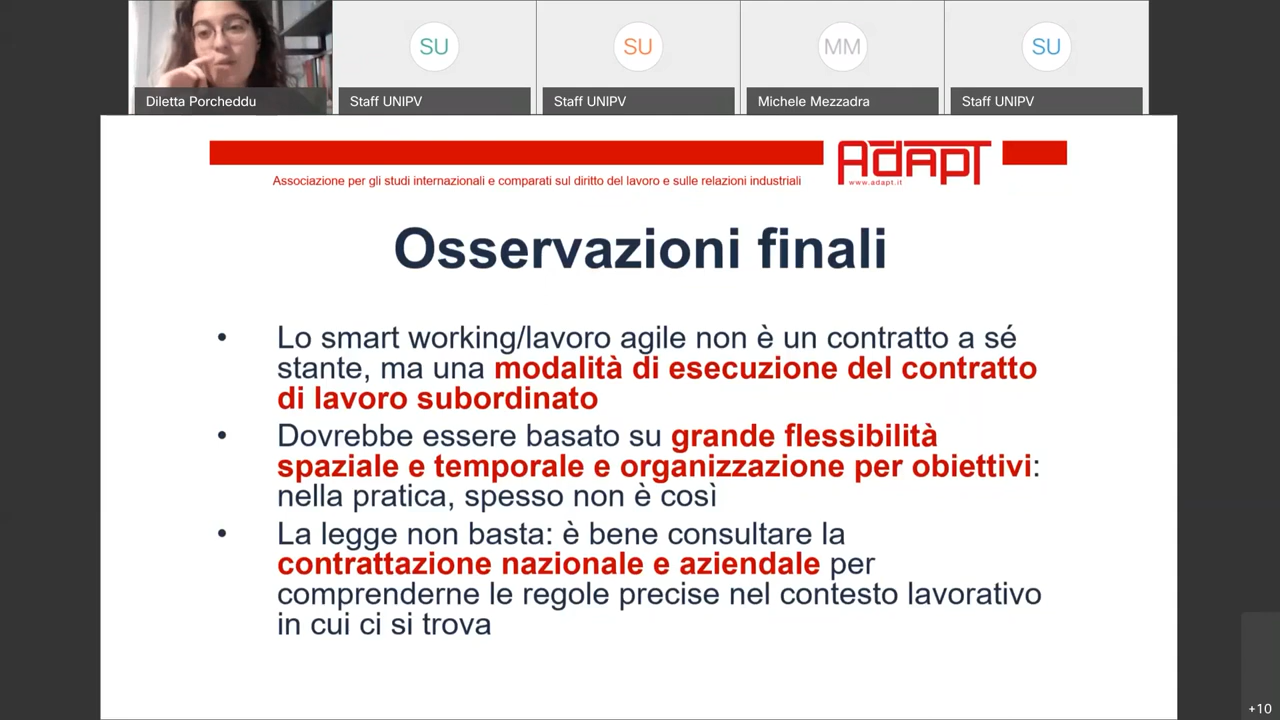 SU
SU
MM
SU
Diletta Porcheddu
Staff UNIPV
Staff UNIPV
Michele Mezzadra
Staff UNIPV
ADAPT
www.adapt.it
Associazione per gli studi internazionali e comparati sul diritto del lavoro e sulle relazioni industriali
Osservazioni finali
• Lo smart working/lavoro agile non è un contratto a sé
stante, ma una modalità di esecuzione del contratto
di lavoro subordinato
• Dovrebbe essere basato su grande flessibilità
spaziale e temporale e organizzazione per obiettivi:
nella pratica, spesso non è così
• La legge non basta: è bene consultare la
contrattazione nazionale e aziendale per
comprenderne le regole precise nel contesto lavorativo
in cui ci si trova
+10